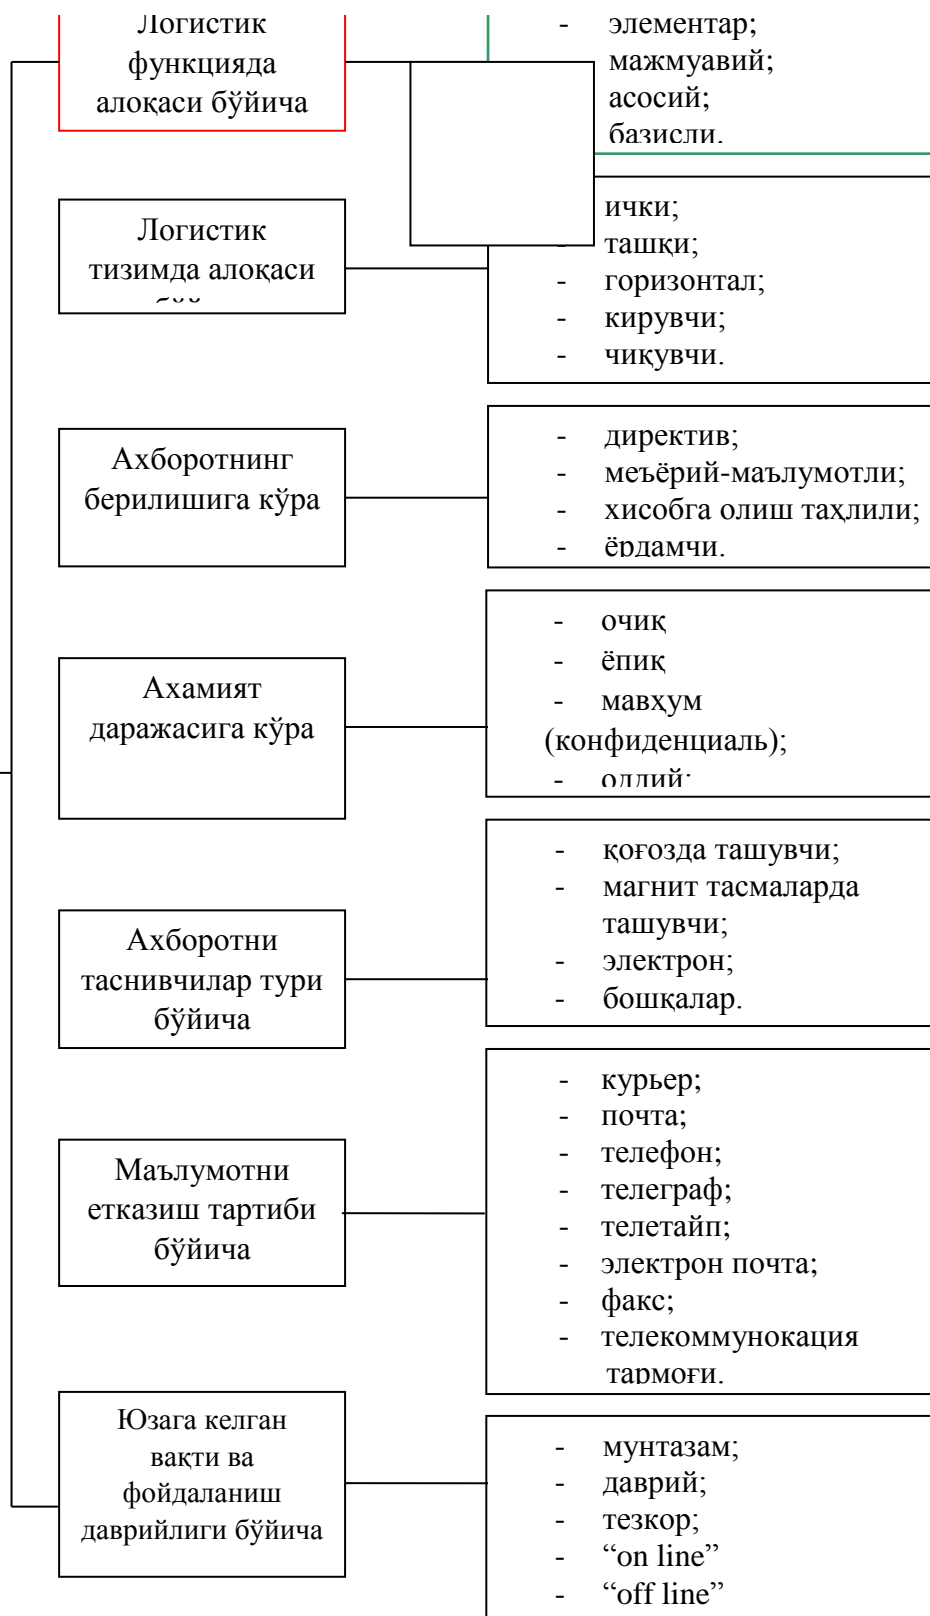 Логистик
функцияда
алоқаси бўйича
- элементар;
мажмуавий;
асосий;
базисли.
Логистик
тизимда алоқаси
ички;
- ташқи;
- горизонтал;
- кирувчи;
- чиқувчи.
Ахборотнинг
берилишига кўра
- директив;
- меъёрий-маълумотли;
- хисобга олиш таҳлили;
- ёрдамчи.
Ахамият
даражасига кўра
- очиқ
- ёпиқ
- мавҳум
(конфиденциаль);
- оддий;
Ахборотни
таснивчилар тури
бўйича
- қоғозда ташувчи;
- магнит тасмаларда
ташувчи;
- электрон;
- бошқалар.
Маълумотни
етказиш тартиби
бўйича
- курьер;
- почта;
- телефон;
- телеграф;
- телетайп;
- электрон почта;
- факс;
- телекоммунокация
тармоғи.
Юзага келган
вақти ва
фойдаланиш
даврийлиги бўйича
- мунтазам;
- даврий;
- тезкор;
- “on line”
- “off line”